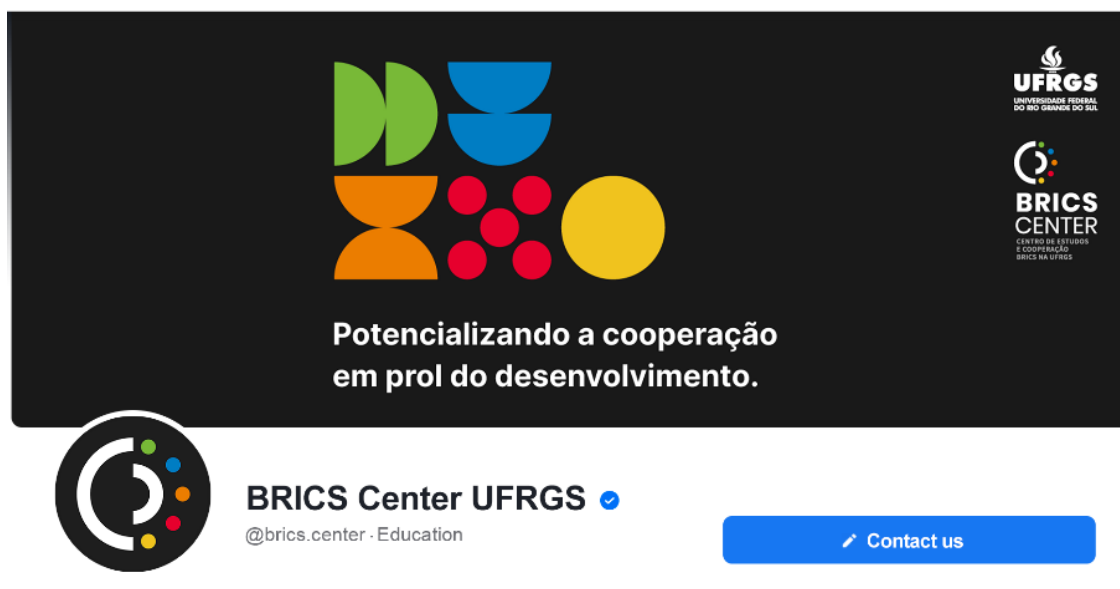 UFRGS
UNIVERSIDADE FEDERAL
DO RIO GRANDE DO SUL
BRICS
CENTER
CENTRO DE ESTUDOS
E COOPERAÇÃO
BRICS NA UFRGS
Potencializando a cooperação
em prol do desenvolvimento.
BRICS Center UFRGS
@brics.center · Education
Contact us